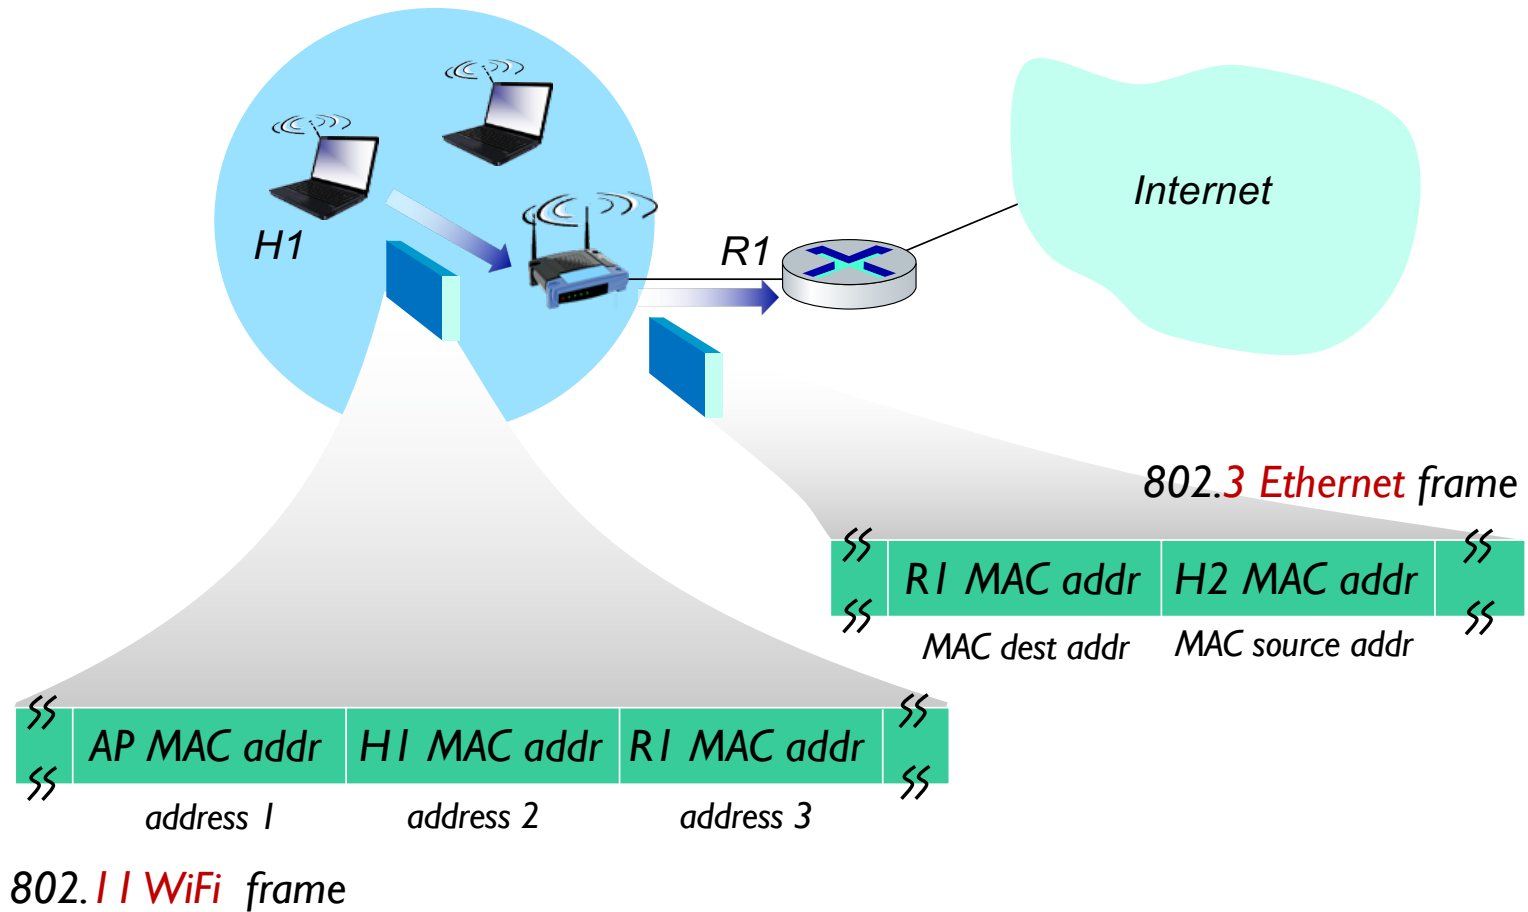 H1
R1
Internet
802.3 Ethernet frame
R1 MAC addr
H2 MAC addr
MAC dest addr
MAC source addr
AP MAC addr
H1 MAC addr
R1 MAC addr
address 1
address 2
address 3
802.11 WiFi frame